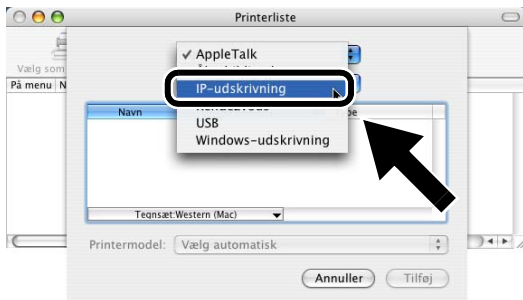 Printerliste
Vælg som
På menu N
✓ AppleTalk
IP-udskrivning
Rendezvous
USB
Windows-udskrivning
Navn
Tegnsæt:Western (Mac)
Printermodel: Vælg automatisk
Annuller Tilføj